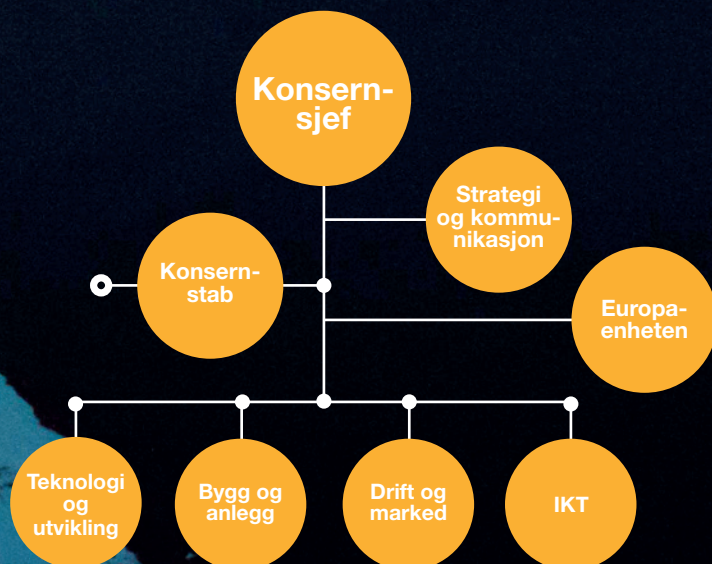 Konsern-
sjef
Strategi
og kommu-
nikasjon
Konsern-
stab
Europa-
enheten
Teknologi
og
utvikling
Bygg og
anlegg
Drift og
marked
IKT